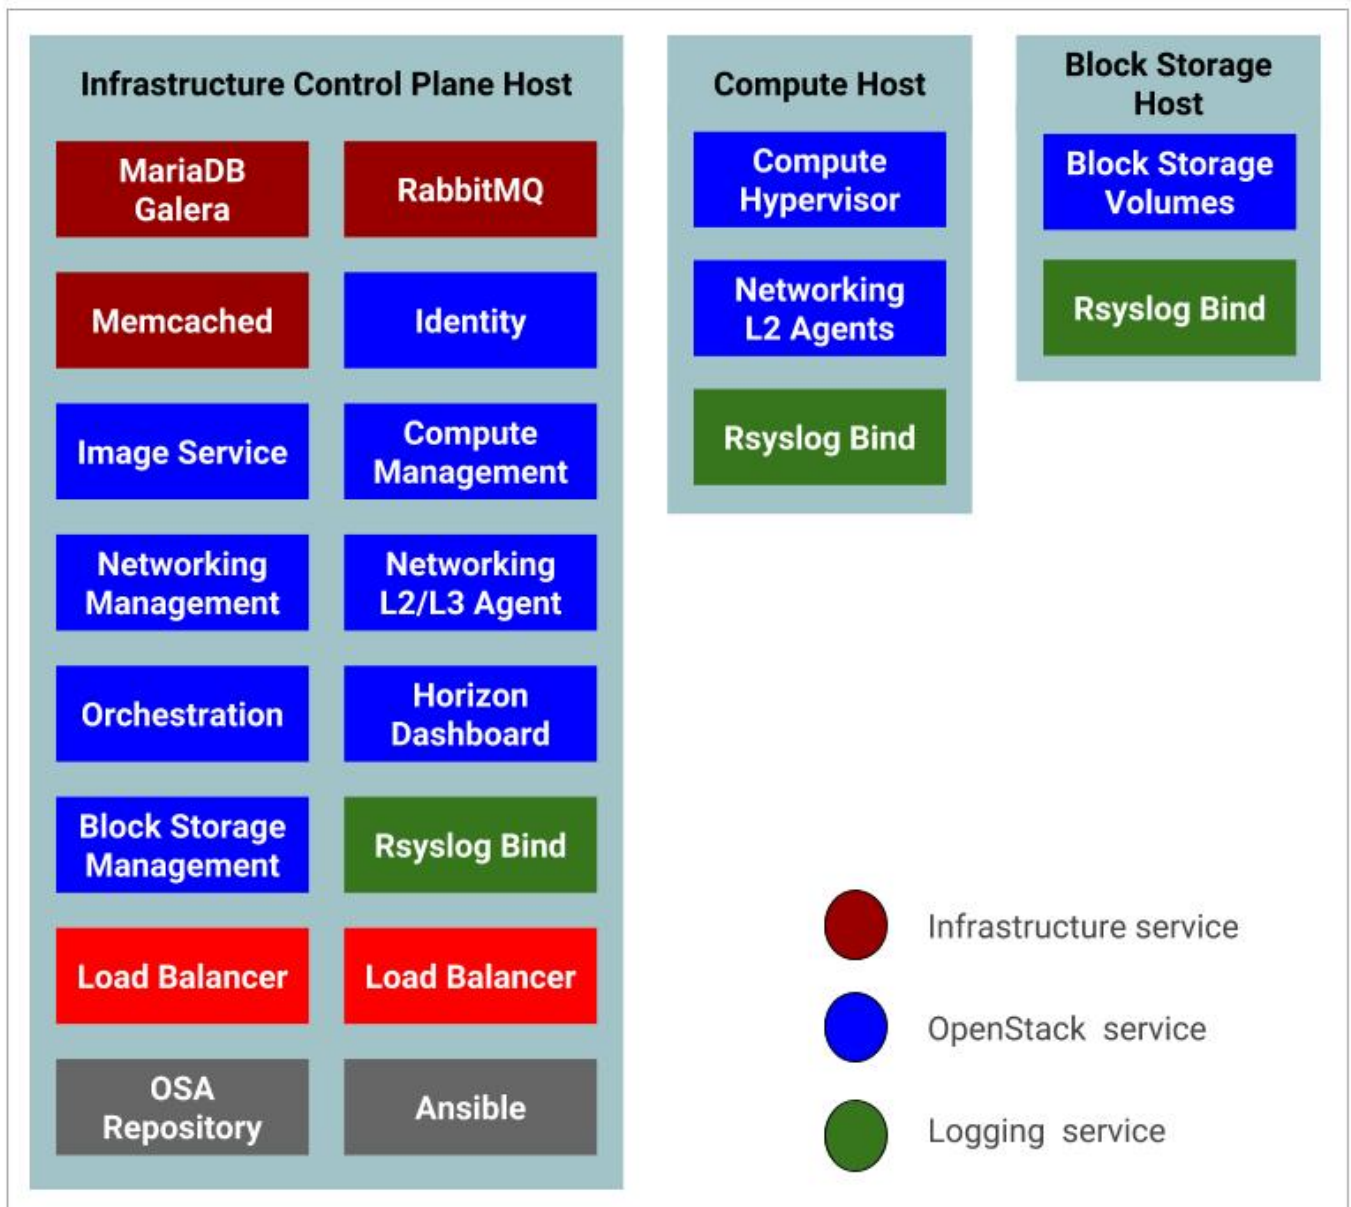 Infrastructure Control Plane Host
MariaDB
Galera
RabbitMQ
Memcached
Identity
Image Service
Compute
Management
Networking
Management
Networking
L2/L3 Agent
Orchestration
Horizon
Dashboard
Block Storage
Management
Rsyslog Bind
Load Balancer
Load Balancer
OSA
Repository
Ansible
Compute Host
Compute
Hypervisor
Networking
L2 Agents
Rsyslog Bind
Block Storage
Host
Block Storage
Volumes
Rsyslog Bind
Infrastructure service
OpenStack service
Logging service